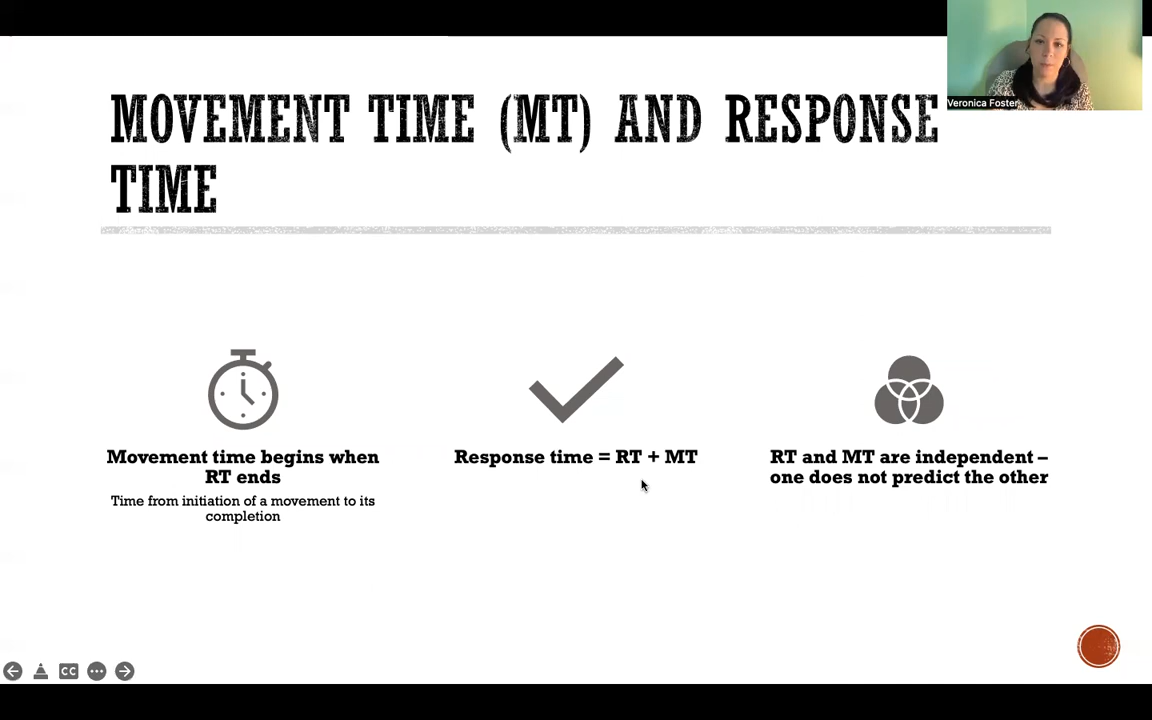 MOVEMENT TIME (MT) AND RESPONSE
TIME
Veronica Foster
Movement time begins when
RT ends
Time from initiation of a movement to its
completion
Response time = RT + MT
RT and MT are independent –
one does not predict the other
CC